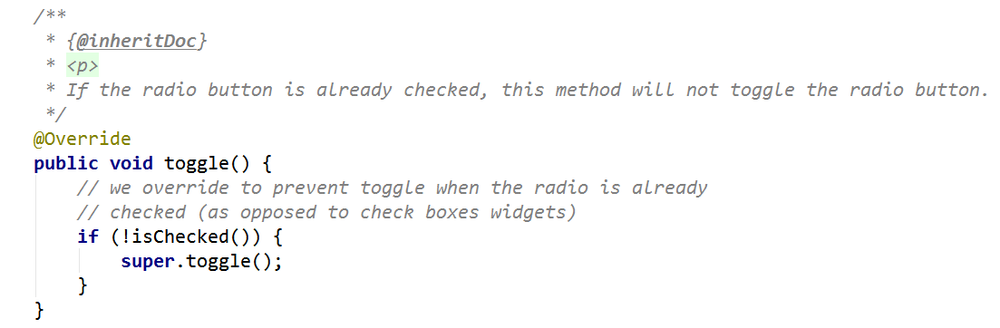 /**
 * {@inheritDoc}
 * <p>
 * If the radio button is already checked, this method will not toggle the radio button.
 */
@Override
public void toggle() {
    // we override to prevent toggle when the radio is already
    // checked (as opposed to check boxes widgets)
    if (!isChecked()) {
        super.toggle();
    }
}